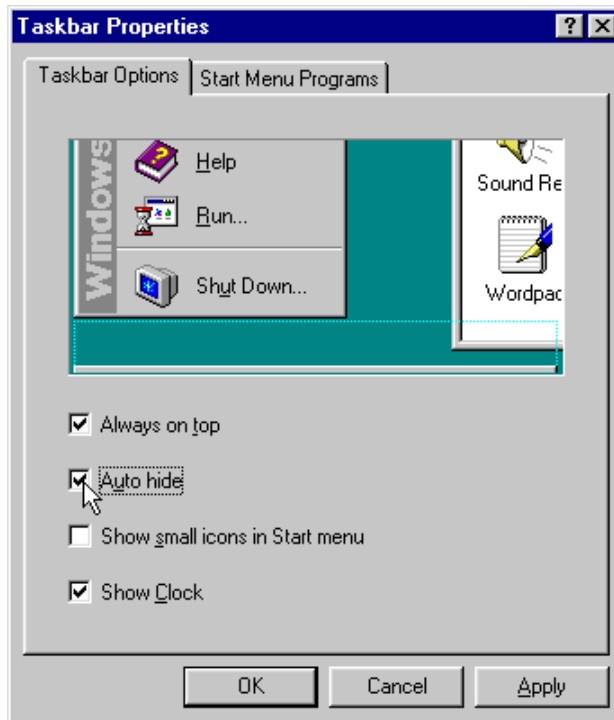 Taskbar Properties
Taskbar Options
Start Menu Programs
Windows
Help
Run...
Shut Down...
Sound Re
Wordpac
Always on top
Auto hide
Show small icons in Start menu
Show Clock
OK
Cancel
Apply